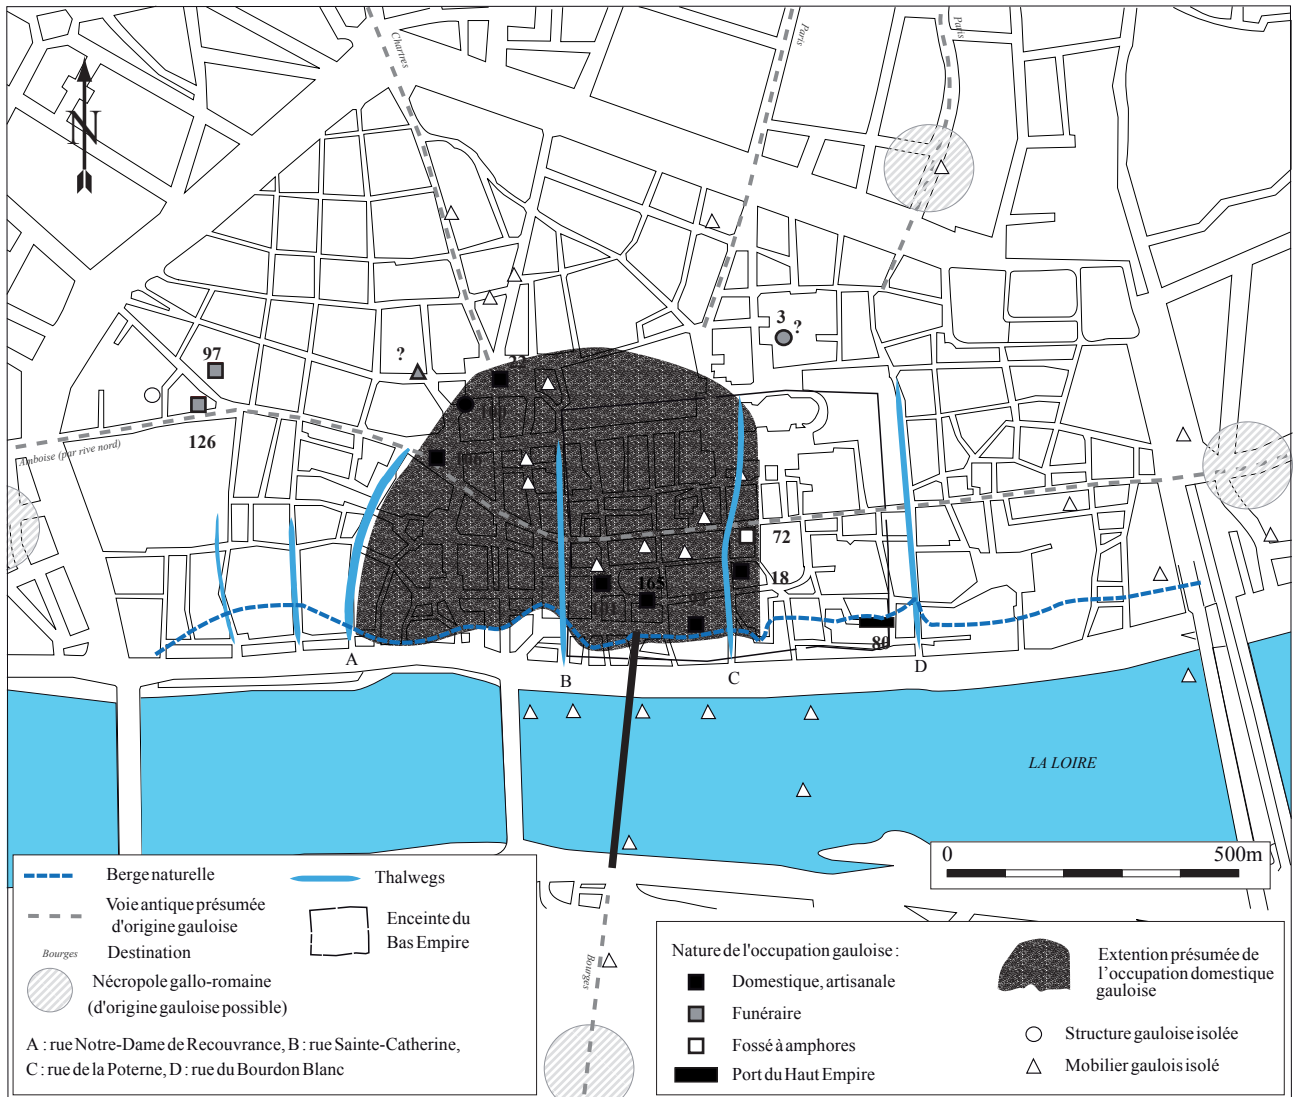 Chartres
Paris
Paris
N
3
?
97
?
22
109
126
Amboise (par rive nord)
106
72
18
165
101
80
A
B
C
D
LA LOIRE
0 500m
Bourges
Berge naturelle
Thalwegs
Voie antique présumée
d'origine gauloise
Enceinte du
Bas Empire
Bourges
Destination
Nécropole gallo-romaine
(d'origine gauloise possible)
A : rue Notre-Dame de Recouvrance, B : rue Sainte-Catherine,
C : rue de la Poterne, D : rue du Bourdon Blanc
Nature de l'occupation gauloise :
Domestique, artisanale
Funéraire
Fossé à amphores
Port du Haut Empire
Extention présumée de
l'occupation domestique
gauloise
Structure gauloise isolée
Mobilier gaulois isolé